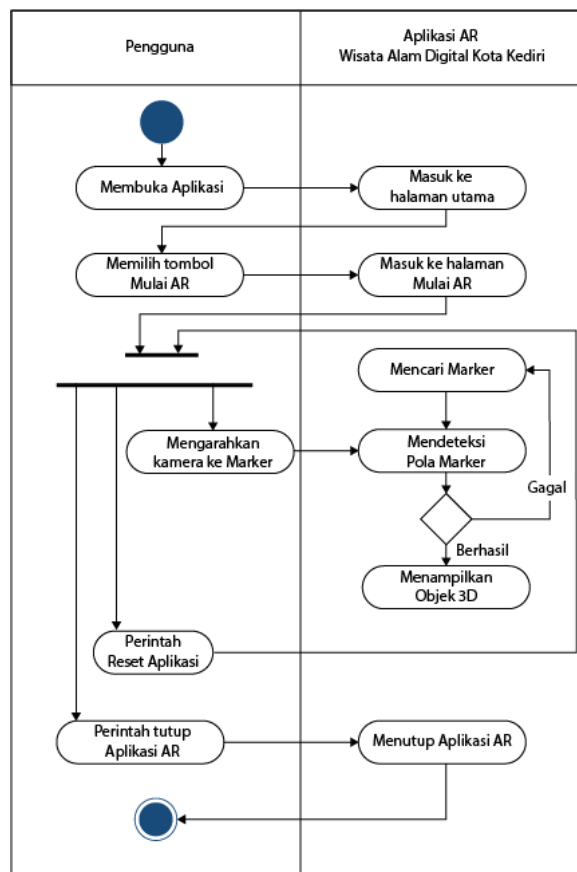 Pengguna
Aplikasi AR
Wisata Alam Digital Kota Kediri
Membuka Aplikasi
Masuk ke
halaman utama
Memilih tombol
Mulai AR
Masuk ke halaman
Mulai AR
Mencari Marker
Mengarahkan
kamera ke Marker
Mendeteksi
Pola Marker
Gagal
Berhasil
Menampilkan
Objek 3D
Perintah
Reset Aplikasi
Perintah tutup
Aplikasi AR
Menutup Aplikasi AR